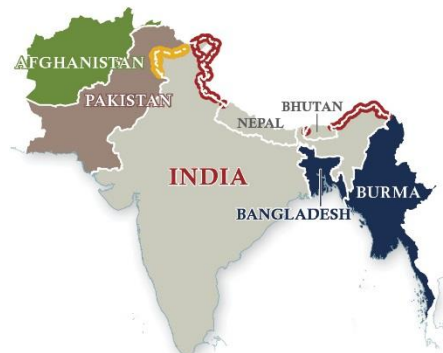 AFGHANISTAN
PAKISTAN
NEPAL
BHUTAN
INDIA
BANGLADESH
BURMA